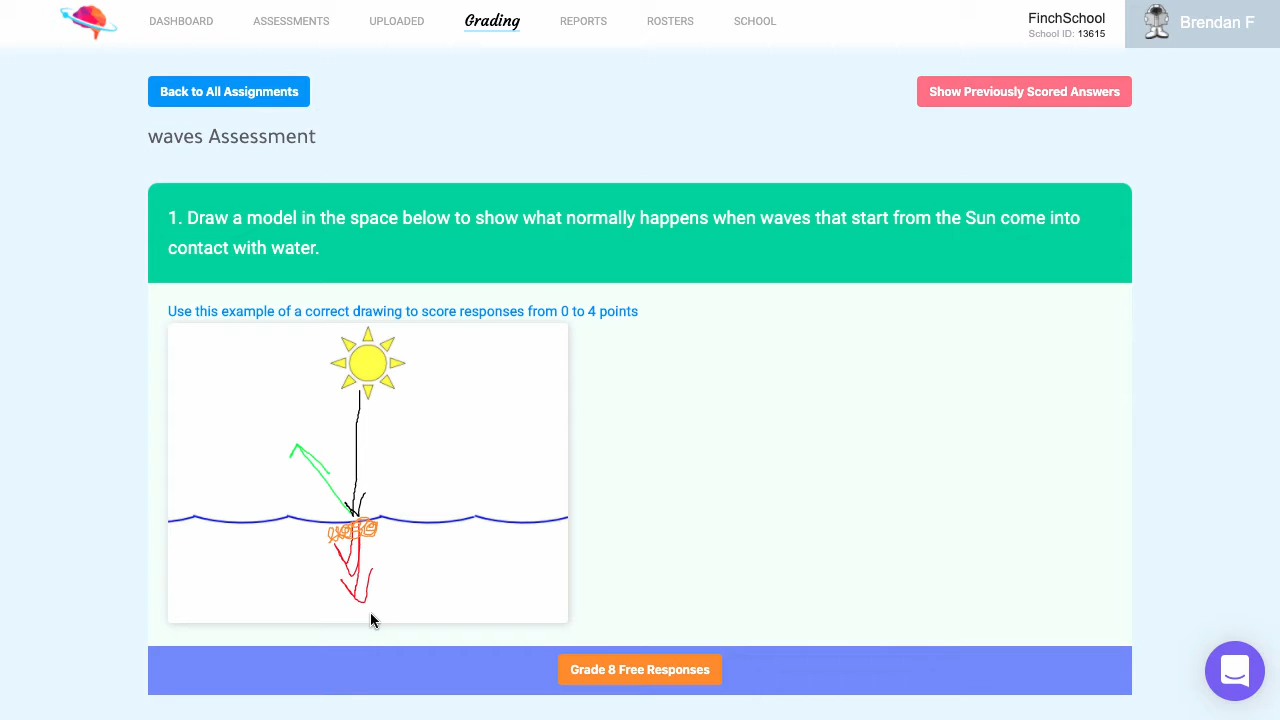 DASHBOARD ASSESSMENTS UPLOADED Grading REPORTS ROSTERS SCHOOL FinchSchool Brendan F
School ID: 13615
Back to All Assignments Show Previously Scored Answers
waves Assessment
1. Draw a model in the space below to show what normally happens when waves that start from the Sun come into
contact with water.
Use this example of a correct drawing to score responses from 0 to 4 points
Grade 8 Free Responses